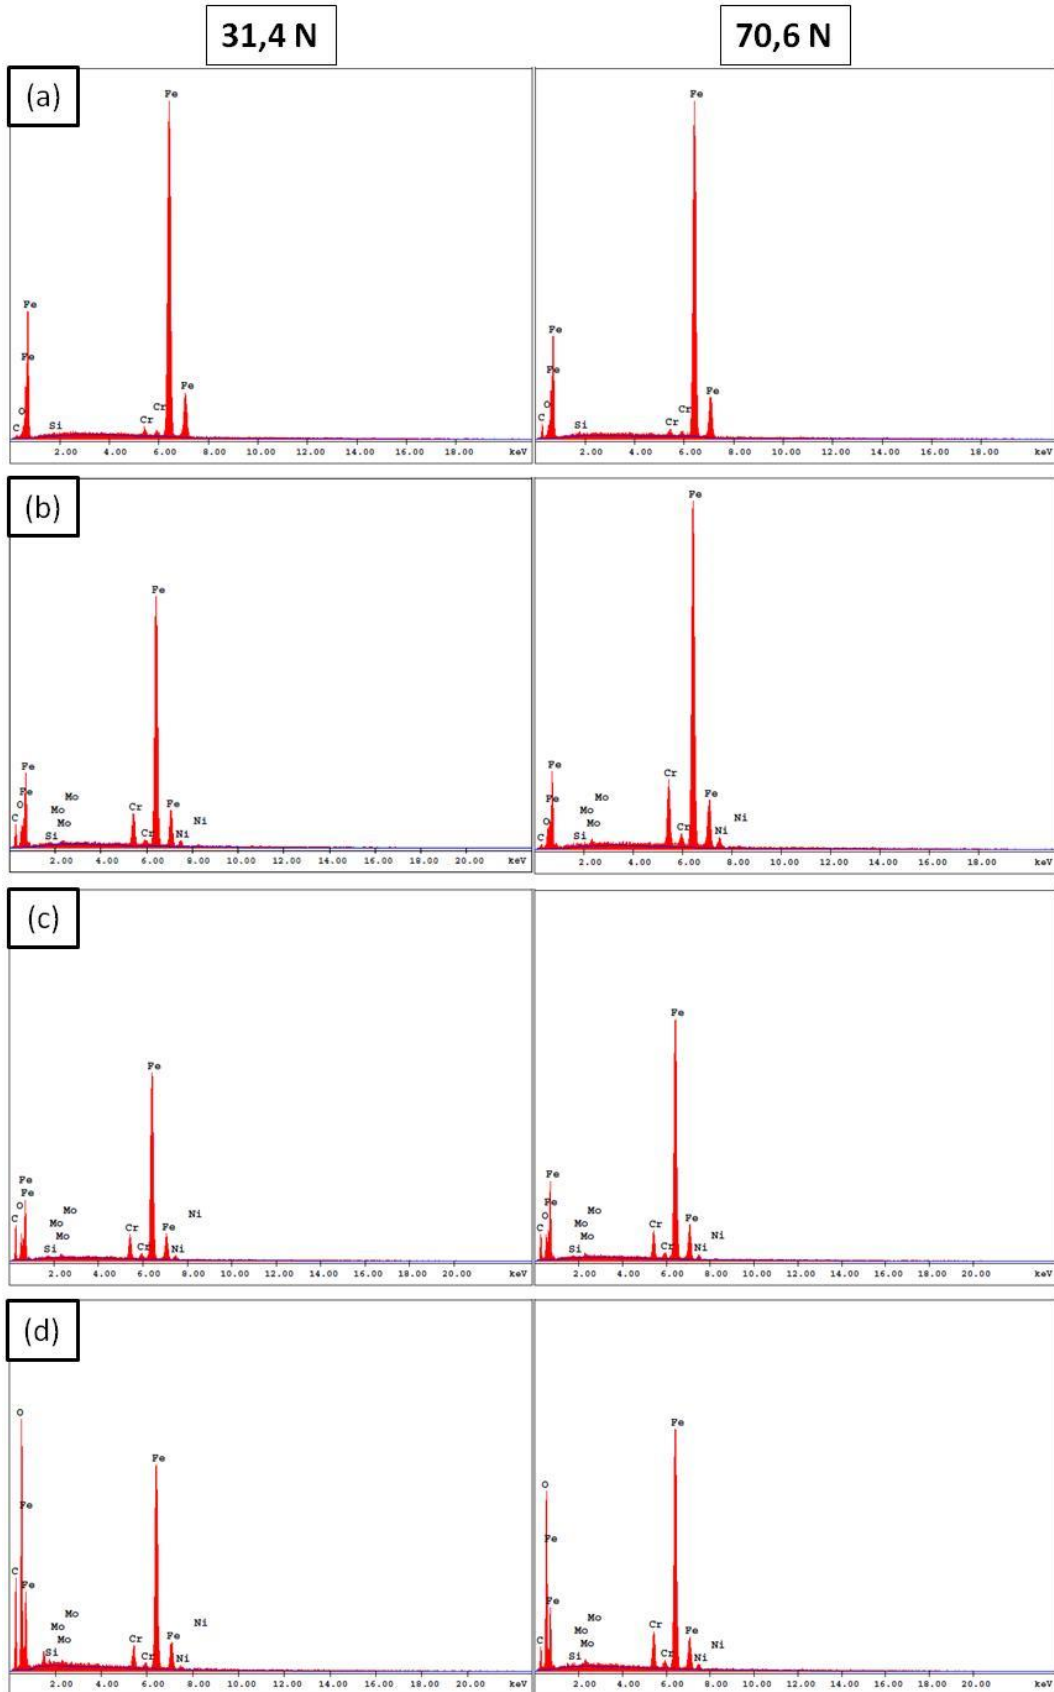 31,4 N 70,6 N
(a)
Fe Fe
Fe Fe
Fe Fe
Fe Fe
O Cr O Cr
C Si Cr C Si Cr
2.00 4.00 6.00 8.00 10.00 12.00 14.00 16.00 18.00 keV 2.00 4.00 6.00 8.00 10.00 12.00 14.00 16.00 18.00 keV
(b)
Fe
Fe
Fe Fe Cr
Fe Mo Fe Mo Fe
O Mo Cr Fe Mo
C Mo Ni O Mo Ni
Si Cr Ni C Si Cr Ni
2.00 4.00 6.00 8.00 10.00 12.00 14.00 16.00 18.00 20.00 keV 2.00 4.00 6.00 8.00 10.00 12.00 14.00 16.00 18.00 keV
(c)
Fe
Fe
Fe Fe
Fe Fe
O Mo O Mo
C Mo Cr Fe Ni Mo Cr Fe
Mo C Mo Ni
Si Cr Ni Si Cr Ni
2.00 4.00 6.00 8.00 10.00 12.00 14.00 16.00 18.00 20.00 keV 2.00 4.00 6.00 8.00 10.00 12.00 14.00 16.00 18.00 20.00 keV
(d)
O Fe
Fe
O
Fe
Fe
C
Fe Fe
Mo Ni Mo
Mo Mo Cr Fe
Mo Cr Fe C Mo Ni
Si Cr Ni Si Cr Ni
2.00 4.00 6.00 8.00 10.00 12.00 14.00 16.00 18.00 20.00 keV 2.00 4.00 6.00 8.00 10.00 12.00 14.00 16.00 18.00 20.00 keV